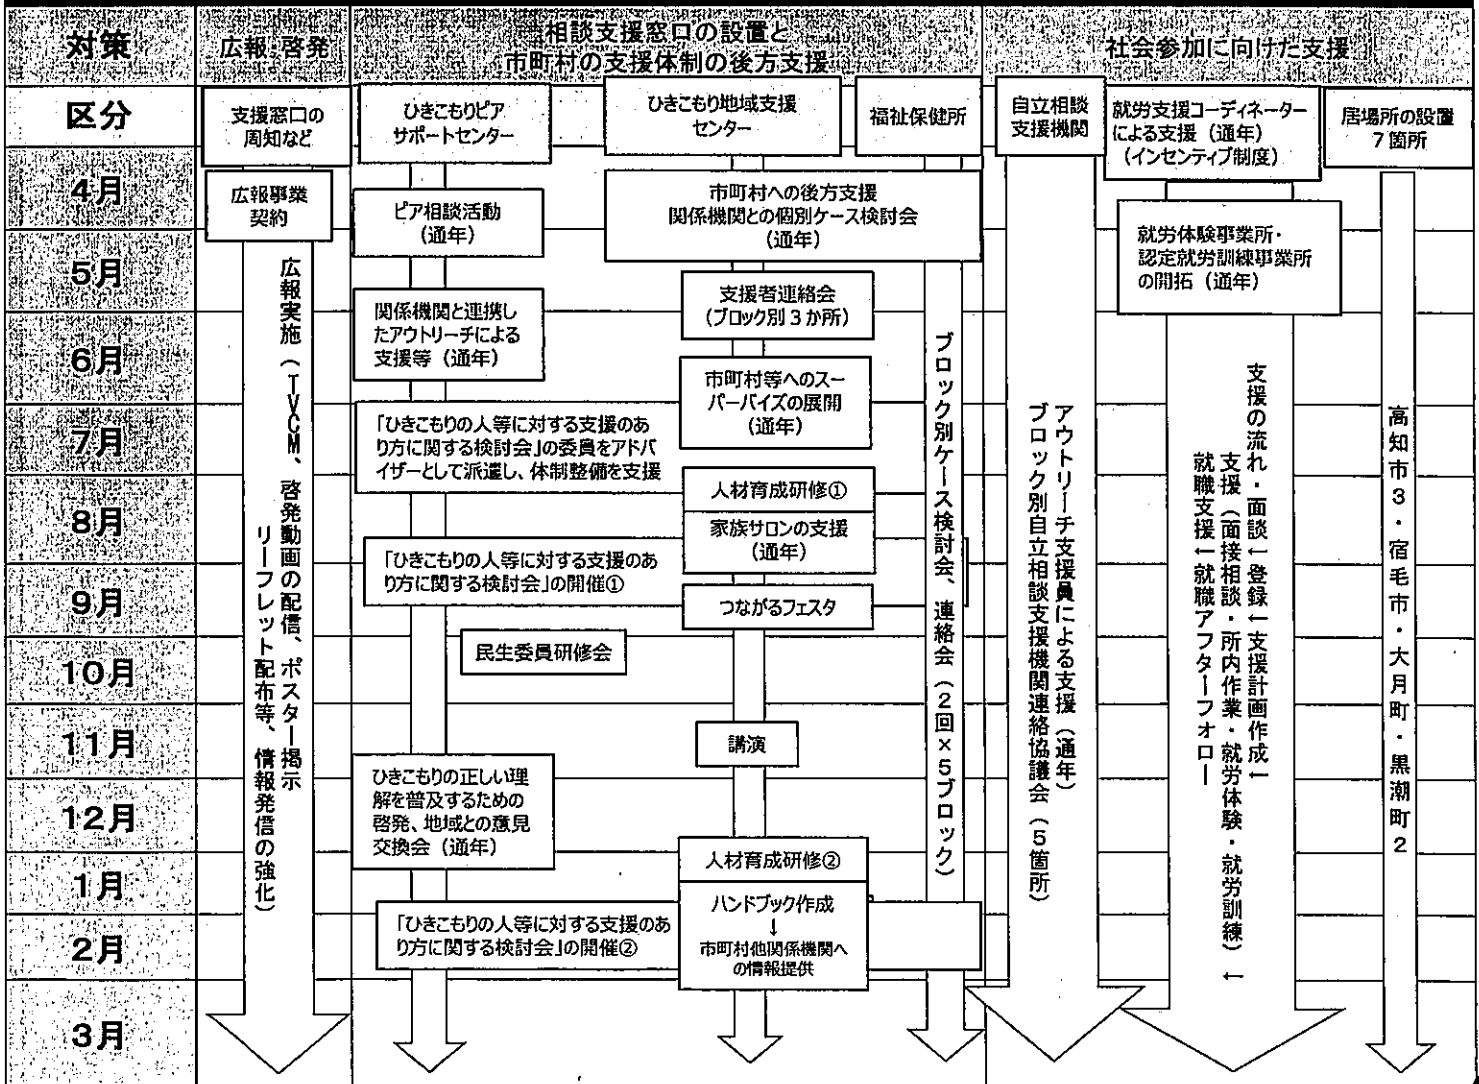 対策
広報・啓発
相談支援窓口の設置と
市町村の支援体制の後方支援
社会参加に向けた支援
区分
支援窓口の
周知など
ひきこもりピア
サポートセンター
ひきこもり地域支援
センター
福祉保健所
自立相談
支援機関
就労支援コーディネーター
による支援（通年）
（インセンティブ制度）
居場所の設置
7箇所
4月
5月
6月
7月
8月
9月
10月
11月
12月
1月
2月
3月
広報事業
契約
広報実施（TVCM、啓発動画の配信、ポスター掲示
リーフレット配布等、情報発信の強化）
ピア相談活動
（通年）
関係機関と連携し
たアウトリーチによる
支援等（通年）
「ひきこもりの人等に対する支援のあ
り方に関する検討会」の委員をアドバ
イザーとして派遣し、体制整備を支援
「ひきこもりの人等に対する支援のあ
り方に関する検討会」の開催①
民生委員研修会
ひきこもりの正しい理
解を普及するための
啓発、地域との意見
交換会（通年）
「ひきこもりの人等に対する支援のあ
り方に関する検討会」の開催②
市町村への後方支援
関係機関との個別ケース検討会
（通年）
支援者連絡会
（ブロック別３か所）
市町村等へのスー
パーバイズの展開
（通年）
人材育成研修①
家族サロンの支援
（通年）
つながるフェスタ
講演
人材育成研修②
ハンドブック作成
↓
市町村他関係機関へ
の情報提供
ブロック別ケース検討会、連絡会（２回×５ブロック）
アウトリーチ支援員による支援（通年）
ブロック別自立相談支援機関連絡協議会（５箇所）
就労体験事業所・
認定就労訓練事業所
の開拓（通年）
支援の流れ・面談→登録→支援計画作成→
支援（面接相談・所内作業・就労体験・就労訓練）→
就職支援→就職アフターフォロー
高知市３・宿毛市・大月町・黒潮町２